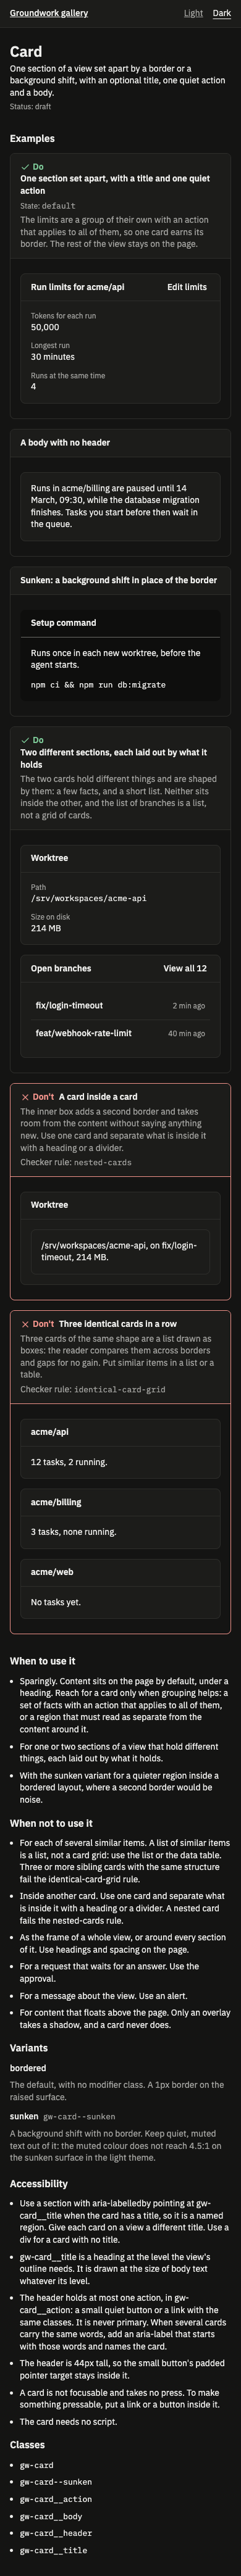 Groundwork gallery Light Dark
Card
One section of a view set apart by a border or a
background shift, with an optional title, one quiet action
and a body.
Status: draft
Examples
Do
One section set apart, with a title and one quiet
action
State: default
The limits are a group of their own with an action
that applies to all of them, so one card earns its
border. The rest of the view stays on the page.
Run limits for acme/api Edit limits
Tokens for each run
50,000
Longest run
30 minutes
Runs at the same time
4
A body with no header
Runs in acme/billing are paused until 14
March, 09:30, while the database migration
finishes. Tasks you start before then wait in
the queue.
Sunken: a background shift in place of the border
Setup command
Runs once in each new worktree, before the
agent starts.
npm ci && npm run db:migrate
Do
Two different sections, each laid out by what it
holds
The two cards hold different things and are shaped
by them: a few facts, and a short list. Neither sits
inside the other, and the list of branches is a list,
not a grid of cards.
Worktree
Path
/srv/workspaces/acme-api
Size on disk
214 MB
Open branches View all 12
fix/login-timeout 2 min ago
feat/webhook-rate-limit 40 min ago
Don't A card inside a card
The inner box adds a second border and takes
room from the content without saying anything
new. Use one card and separate what is inside it
with a heading or a divider.
Checker rule: nested-cards
Worktree
/srv/workspaces/acme-api, on fix/login-
timeout, 214 MB.
Don't Three identical cards in a row
Three cards of the same shape are a list drawn as
boxes: the reader compares them across borders
and gaps for no gain. Put similar items in a list or a
table.
Checker rule: identical-card-grid
acme/api
12 tasks, 2 running.
acme/billing
3 tasks, none running.
acme/web
No tasks yet.
When to use it
Sparingly. Content sits on the page by default, under a
heading. Reach for a card only when grouping helps: a
set of facts with an action that applies to all of them,
or a region that must read as separate from the
content around it.
For one or two sections of a view that hold different
things, each laid out by what it holds.
With the sunken variant for a quieter region inside a
bordered layout, where a second border would be
noise.
When not to use it
For each of several similar items. A list of similar items
is a list, not a card grid: use the list or the data table.
Three or more sibling cards with the same structure
fail the identical-card-grid rule.
Inside another card. Use one card and separate what
is inside it with a heading or a divider. A nested card
fails the nested-cards rule.
As the frame of a whole view, or around every section
of it. Use headings and spacing on the page.
For a request that waits for an answer. Use the
approval.
For a message about the view. Use an alert.
For content that floats above the page. Only an overlay
takes a shadow, and a card never does.
Variants
bordered
The default, with no modifier class. A 1px border on the
raised surface.
sunken gw-card--sunken
A background shift with no border. Keep quiet, muted
text out of it: the muted colour does not reach 4.5:1 on
the sunken surface in the light theme.
Accessibility
Use a section with aria-labelledby pointing at gw-
card__title when the card has a title, so it is a named
region. Give each card on a view a different title. Use a
div for a card with no title.
gw-card__title is a heading at the level the view's
outline needs. It is drawn at the size of body text
whatever its level.
The header holds at most one action, in gw-
card__action: a small quiet button or a link with the
same classes. It is never primary. When several cards
carry the same words, add an aria-label that starts
with those words and names the card.
The header is 44px tall, so the small button's padded
pointer target stays inside it.
A card is not focusable and takes no press. To make
something pressable, put a link or a button inside it.
The card needs no script.
Classes
gw-card
gw-card--sunken
gw-card__action
gw-card__body
gw-card__header
gw-card__title